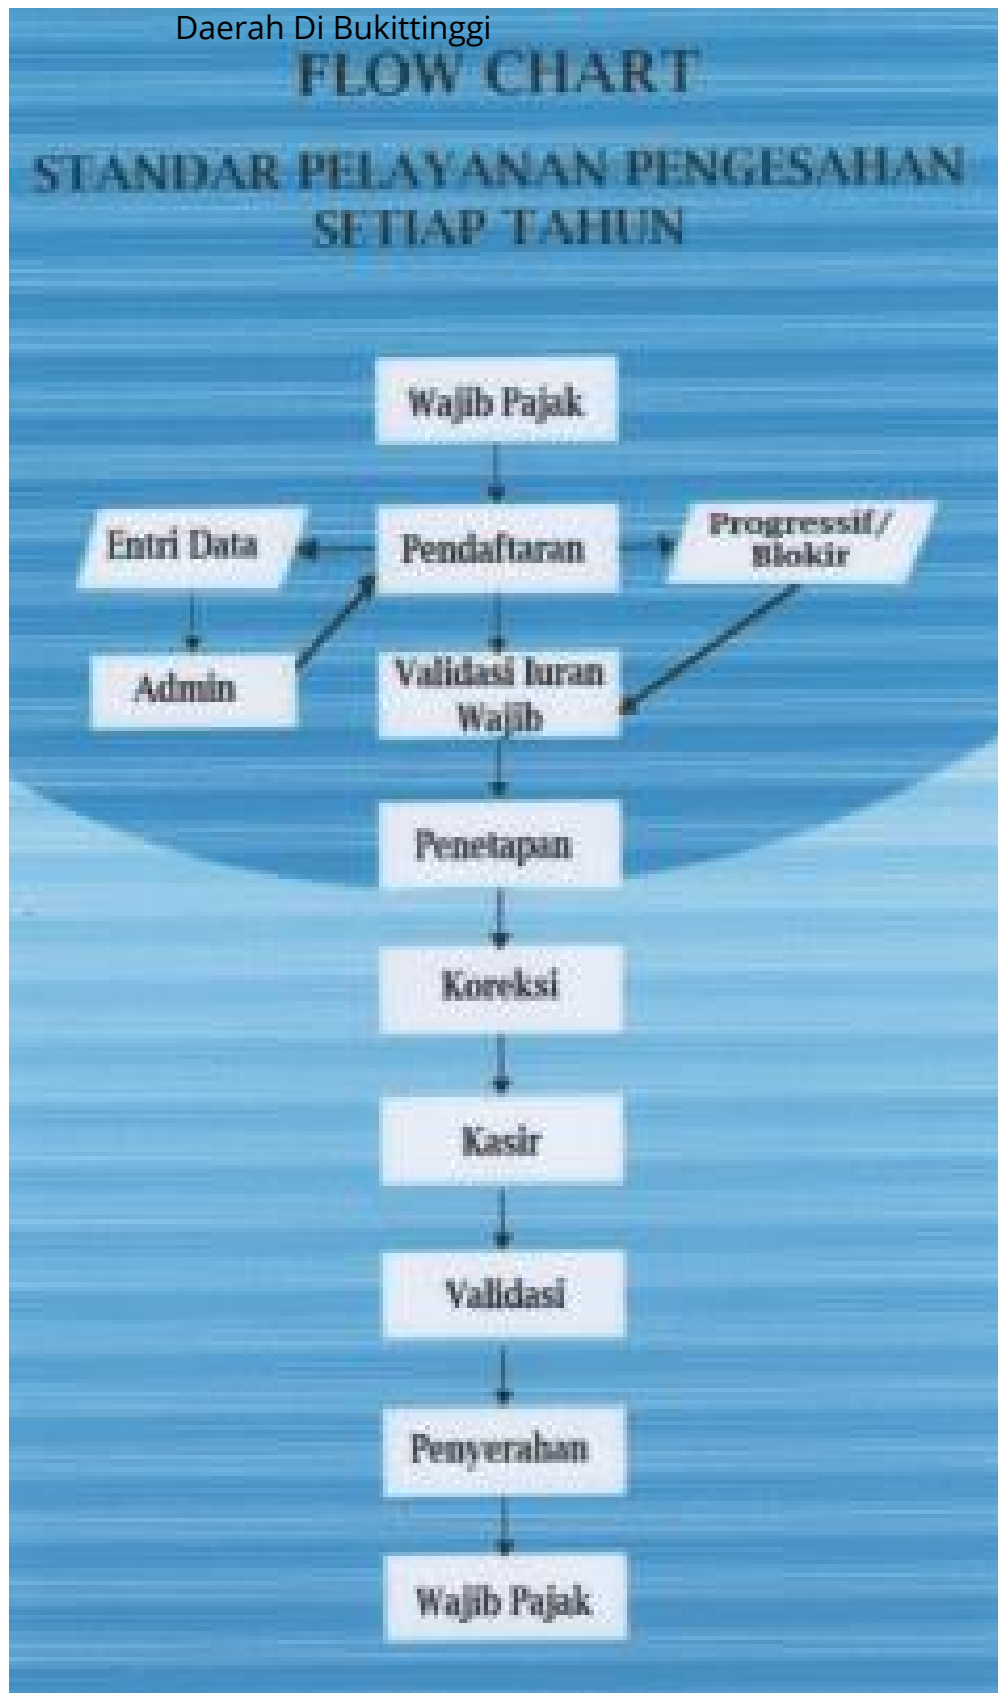 Daerah Di Bukittinggi
FLOW CHART
STANDAR PELAYANAN PENGESAHAN
SETIAP TAHUN
Wajib Pajak
Entri Data
Pendaftaran
Progressif/
Blokir
Admin
Validasi Iuran
Wajib
Penetapan
Koreksi
Kasir
Validasi
Penyerahan
Wajib Pajak